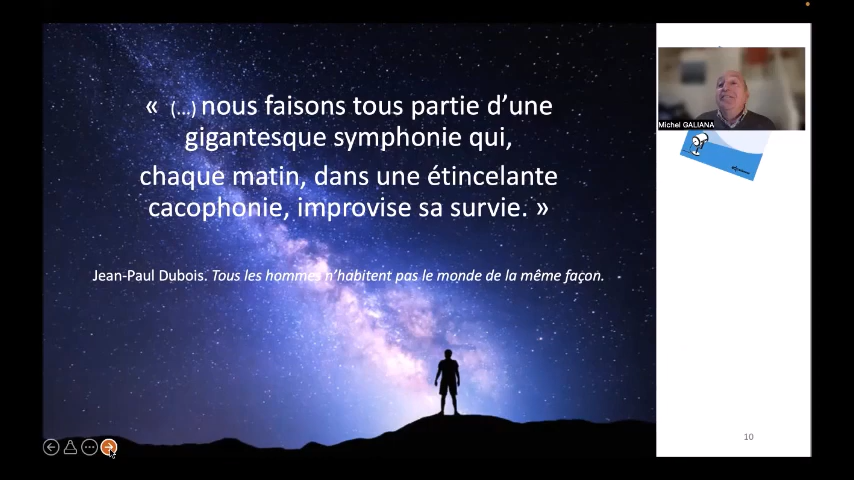 « (...) nous faisons tous partie d’une
gigantesque symphonie qui,
chaque matin, dans une étincelante
cacophonie, improvise sa survie. »
Jean-Paul Dubois. Tous les hommes n’habitent pas le monde de la même façon.
Michel GALIANA
10